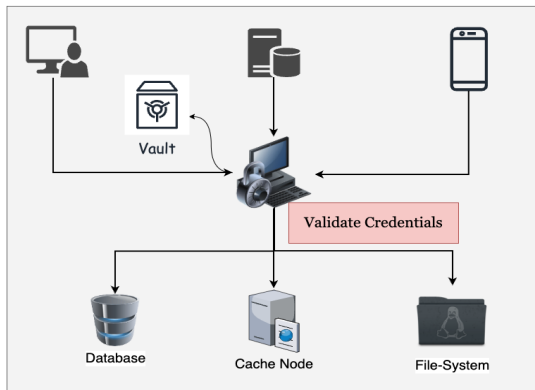 Vault
Validate Credentials
Database
Cache Node
File-System